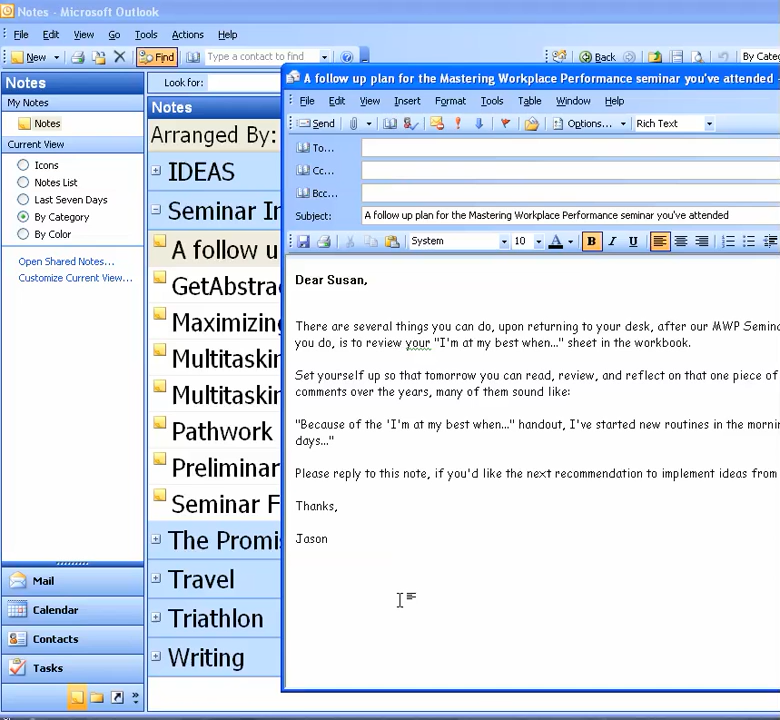 Notes - Microsoft Outlook
File Edit View Go Tools Actions Help
New Find Type a contact to find Back By Category
Notes
My Notes
Notes
Current View
Icons
Notes List
Last Seven Days
By Category
By Color
Open Shared Notes...
Customize Current View...
Mail
Calendar
Contacts
Tasks
Look for:
Notes
Arranged By:
IDEAS
Seminar In
A follow u
GetAbstra
Maximizing
Multitaskin
Multitaskin
Pathwork
Preliminar
Seminar F
The Promi
Travel
Triathlon
Writing
A follow up plan for the Mastering Workplace Performance seminar you've attended -
File Edit View Insert Format Tools Table Window Help
Send Options... Rich Text
To...
Cc...
Bcc...
Subject: A follow up plan for the Mastering Workplace Performance seminar you've attended
System 10 A B I U
Dear Susan,
There are several things you can do, upon returning to your desk, after our MWP Semina
you do, is to review your "I'm at my best when..." sheet in the workbook.
Set yourself up so that tomorrow you can read, review, and reflect on that one piece of
comments over the years, many of them sound like:
"Because of the 'I'm at my best when..." handout, I've started new routines in the mornin
days..."
Please reply to this note, if you'd like the next recommendation to implement ideas from
Thanks,
Jason